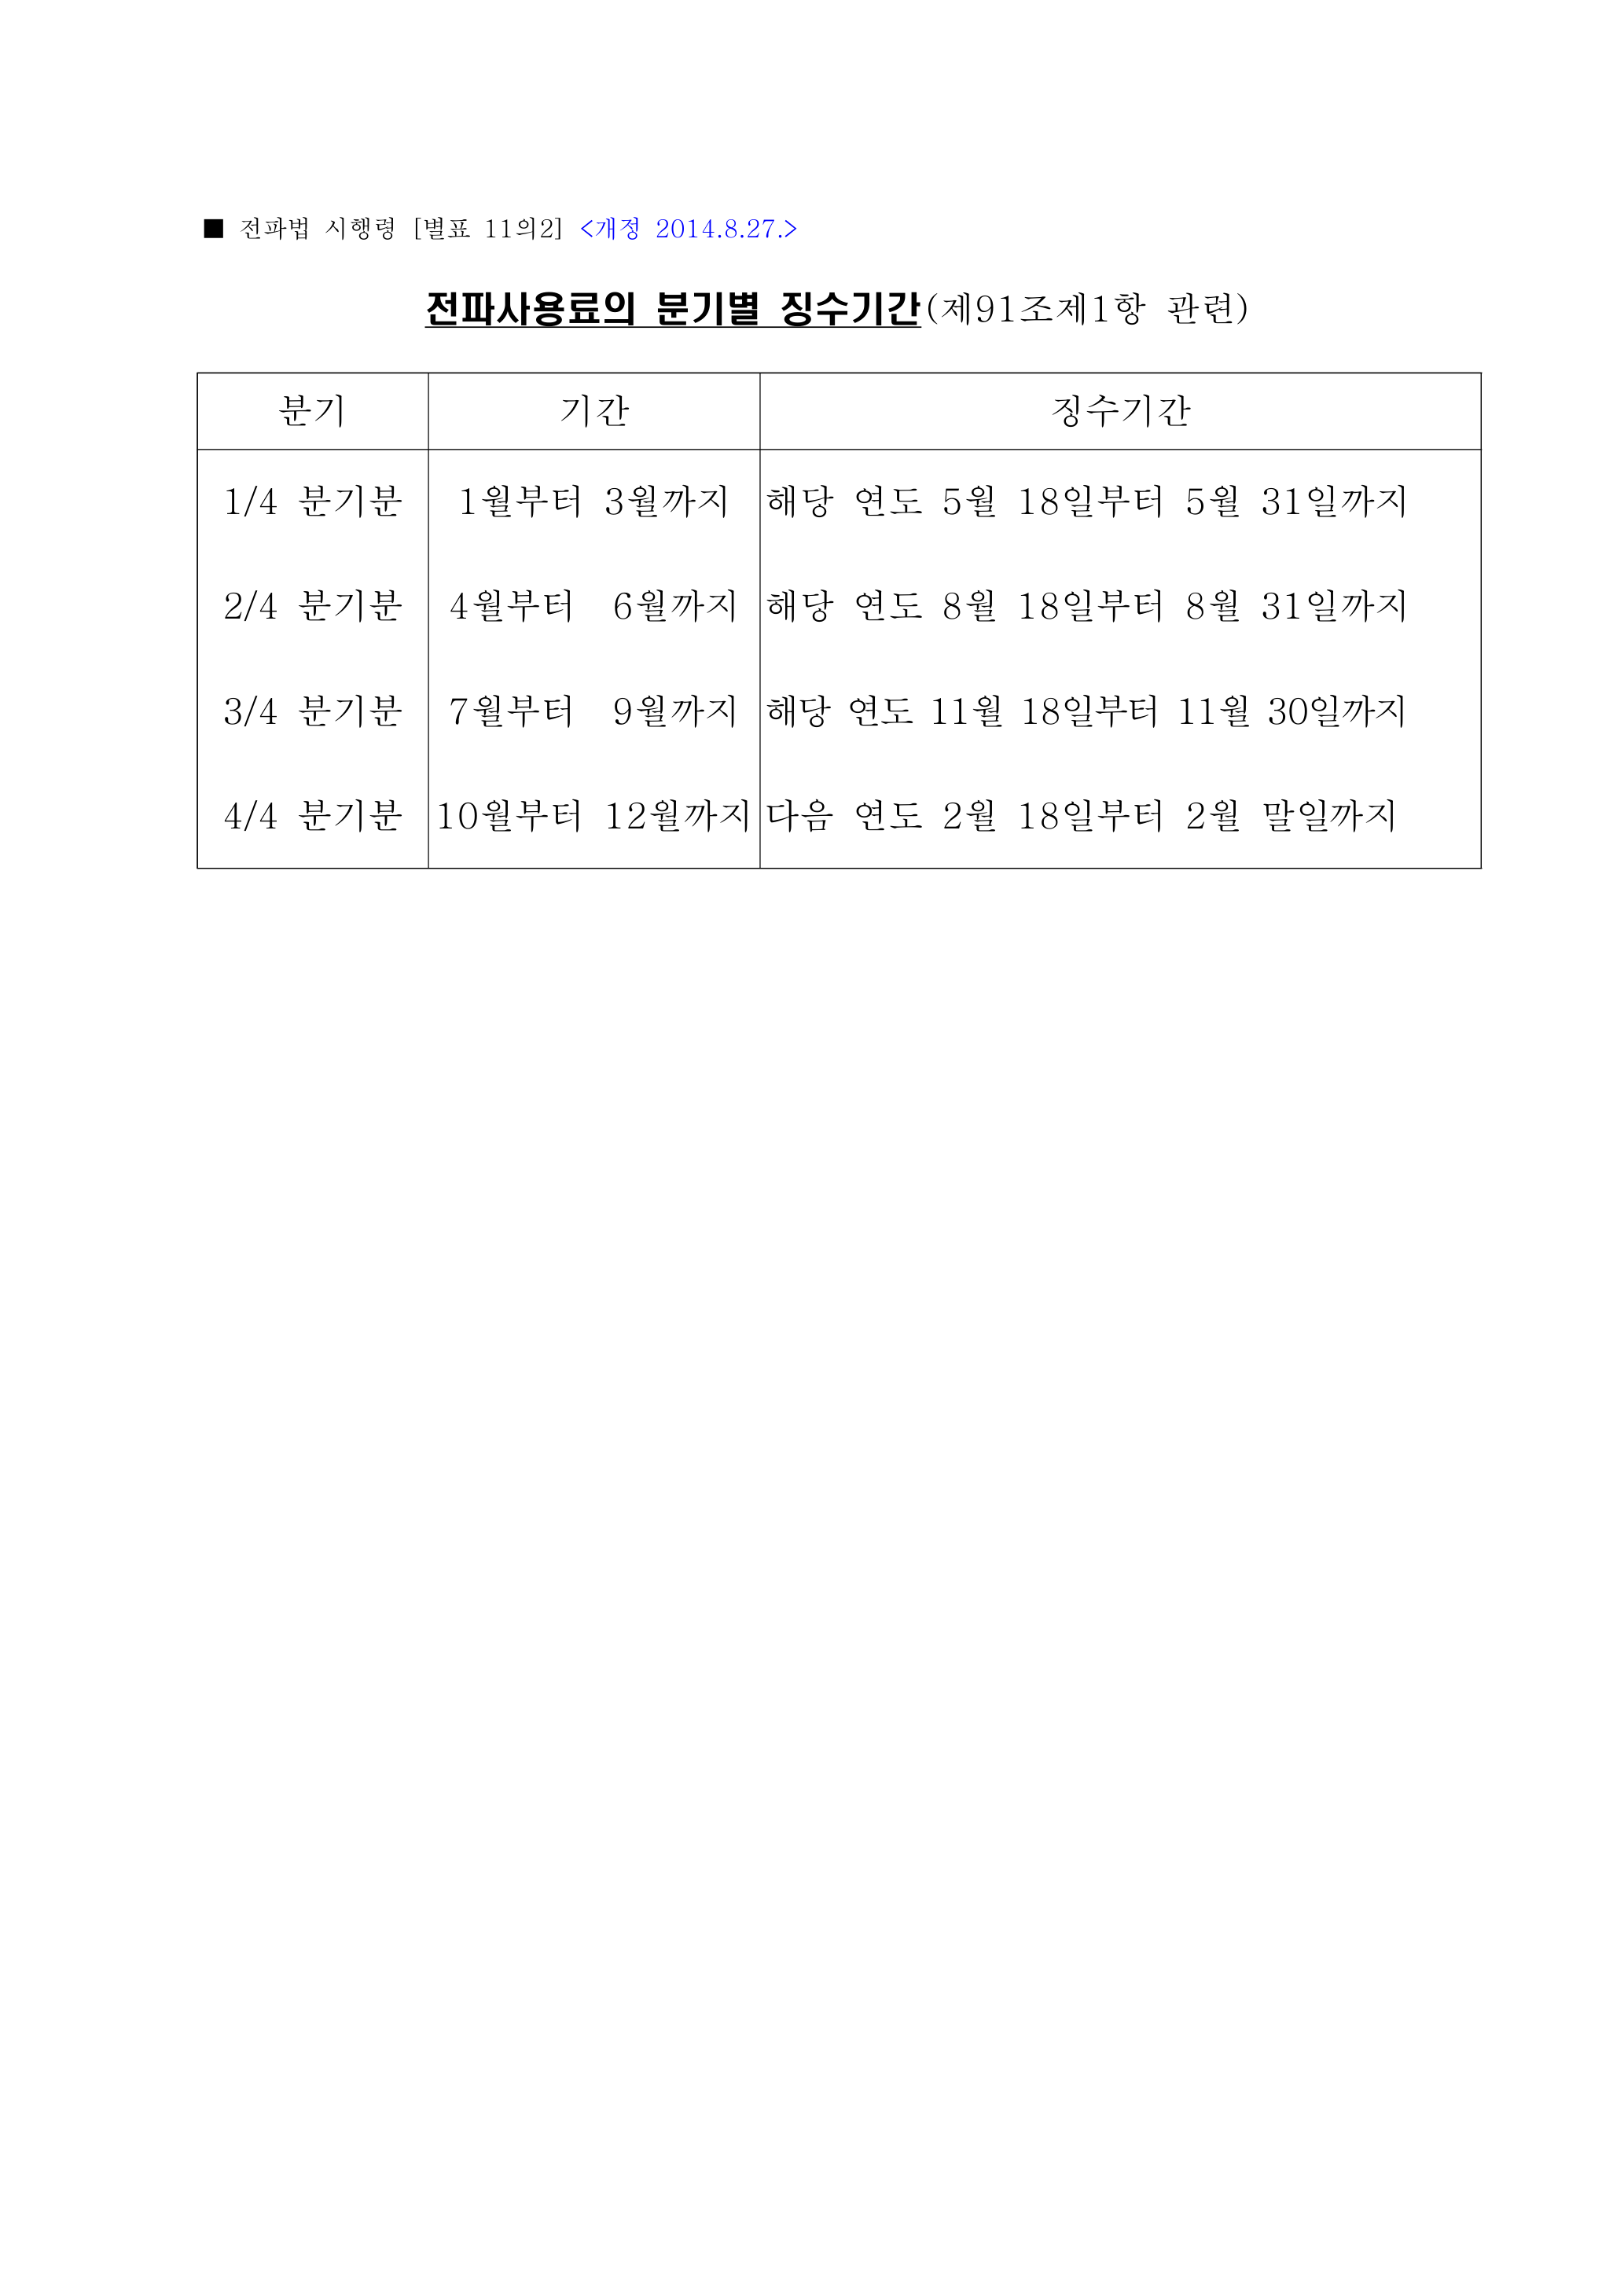 ■ 전파법 시행령 [별표 11의2] <개정 2014.8.27.>
전파사용료의 분기별 징수기간(제91조제1항 관련)
분기 기간 징수기간
1/4 분기분 1월부터 3월까지 해당 연도 5월 18일부터 5월 31일까지
2/4 분기분 4월부터 6월까지 해당 연도 8월 18일부터 8월 31일까지
3/4 분기분 7월부터 9월까지 해당 연도 11월 18일부터 11월 30일까지
4/4 분기분 10월부터 12월까지 다음 연도 2월 18일부터 2월 말일까지